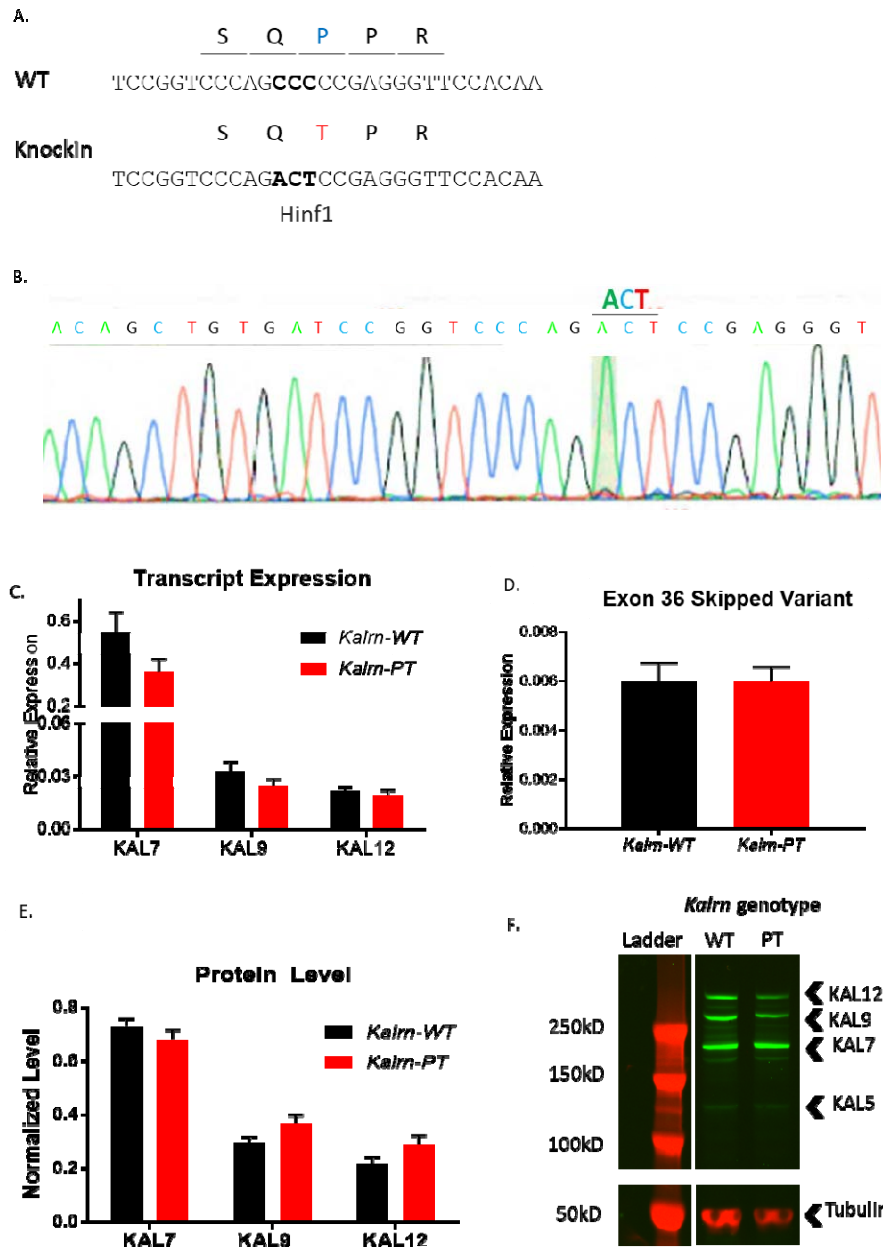 A.
S Q P P R
WT TCCGGTCCCAGCCCCCGAGGGTTCCACAA
S Q T P R
Knockin TCCGGTCCCAGACTCCGAGGGTTCCACAA
Hinf1
B.
ACT
A C A G C T G T G A T C C G G T C C C A G A C T C C G A G G G T
C.
Transcript Expression
Relative Express on
0.6
0.4
0.2
0.06
0.03
0.00
Kalrn-WT
Kalrn-PT
KAL7 KAL9 KAL12
D.
Exon 36 Skipped Variant
Relative Expression
0.008
0.006
0.004
0.002
0.000
Kalrn-WT Kalrn-PT
E.
Protein Level
Normalized Level
0.8
0.6
0.4
0.2
0.0
Kalrn-WT
Kalrn-PT
KAL7 KAL9 KAL12
F.
Kalrn genotype
Ladder WT PT
250kD
150kD
100kD
50kD
KAL12
KAL9
KAL7
KAL5
Tubulin